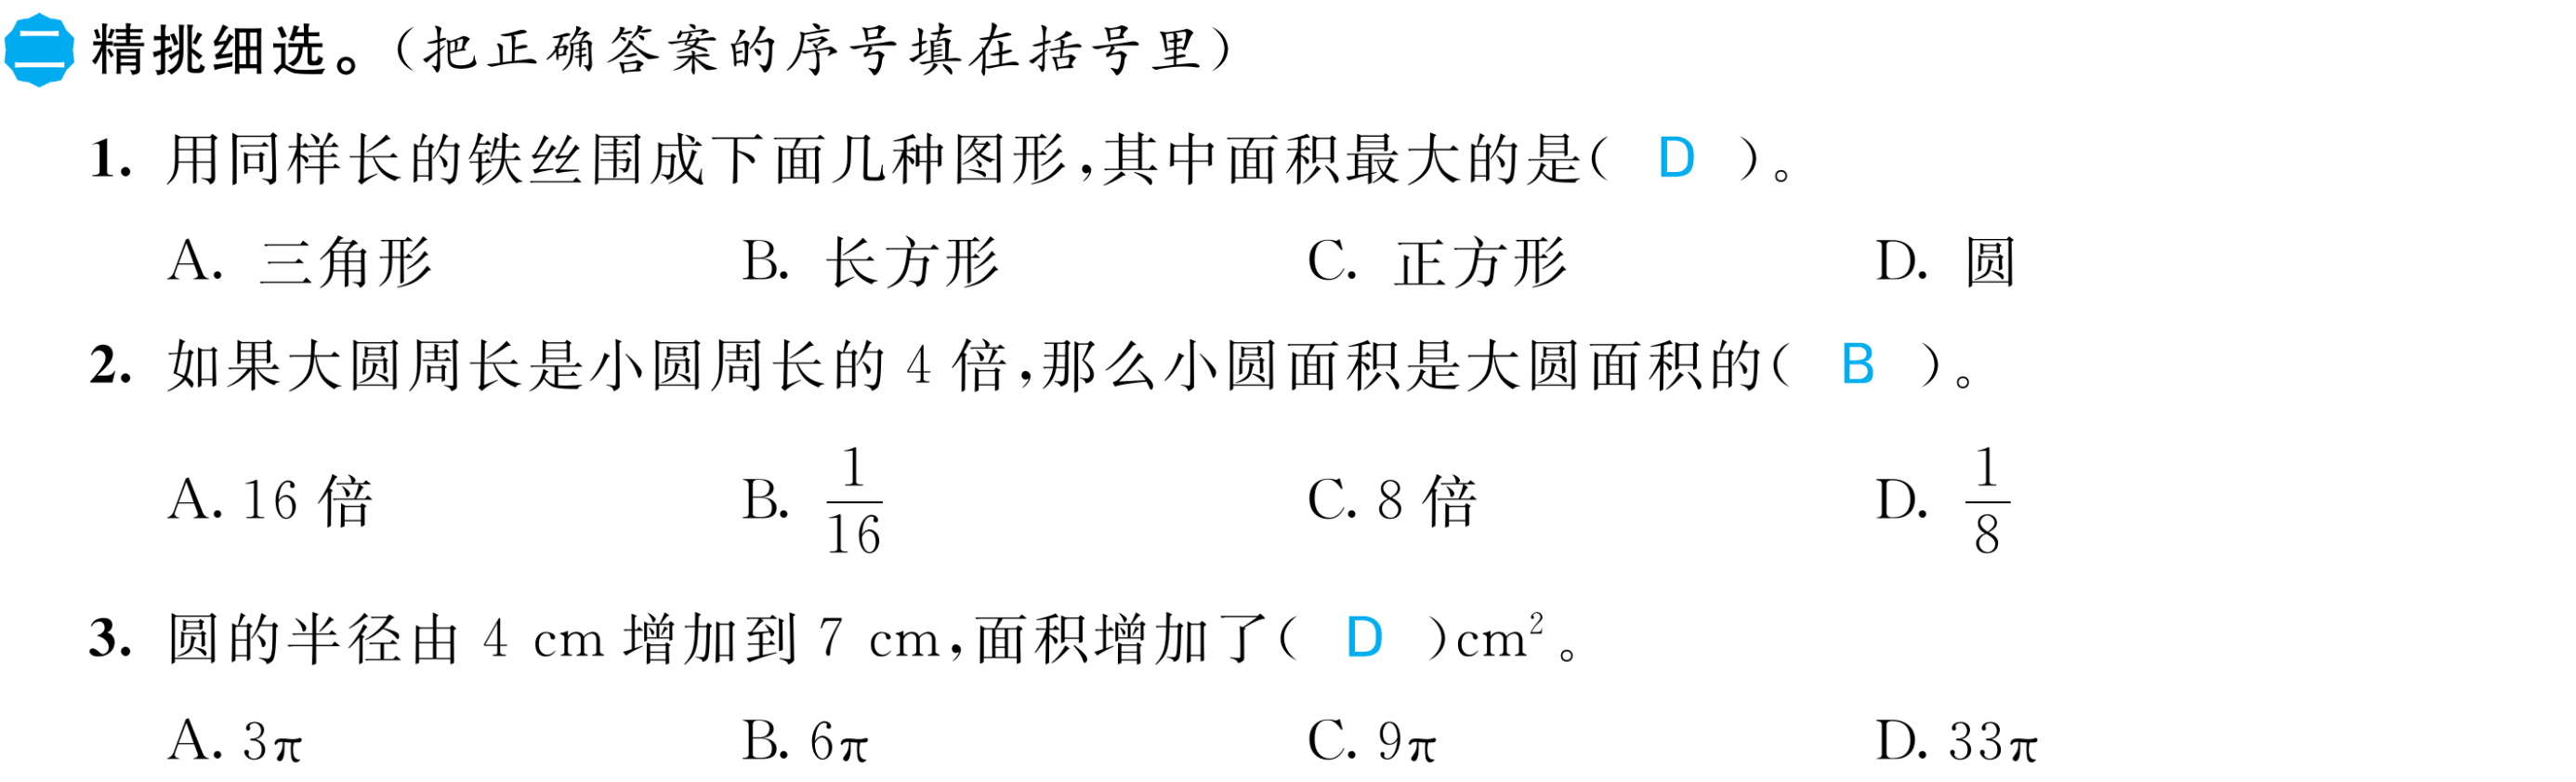 二 精挑细选。（把正确答案的序号填在括号里）
1. 用同样长的铁丝围成下面几种图形，其中面积最大的是( D )。
A. 三角形 B. 长方形 C. 正方形 D. 圆
2. 如果大圆周长是小圆周长的 4 倍，那么小圆面积是大圆面积的( B )。
A. 16 倍 B. 1/16 C. 8 倍 D. 1/8
3. 圆的半径由 4 cm 增加到 7 cm，面积增加了( D )cm²。
A. 3π B. 6π C. 9π D. 33π